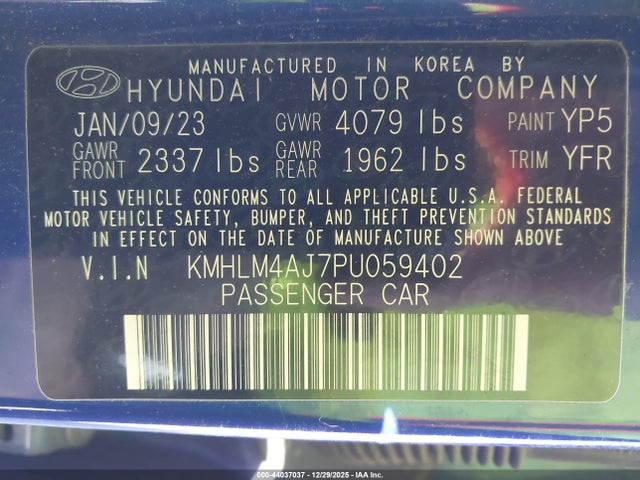 MANUFACTURED IN KOREA BY
HYUNDAI MOTOR COMPANY
JAN/09/23 GVWR 4079 lbs PAINT YP5
GAWR FRONT 2337 lbs GAWR REAR 1962 lbs TRIM YFR
THIS VEHICLE CONFORMS TO ALL APPLICABLE U.S.A. FEDERAL
MOTOR VEHICLE SAFETY, BUMPER, AND THEFT PREVENTION STANDARDS
IN EFFECT ON THE DATE OF MANUFACTURE SHOWN ABOVE
V.I.N KMHLM4AJ7PU059402
PASSENGER CAR
000-44037037 - 12/29/2025 - IAA Inc.